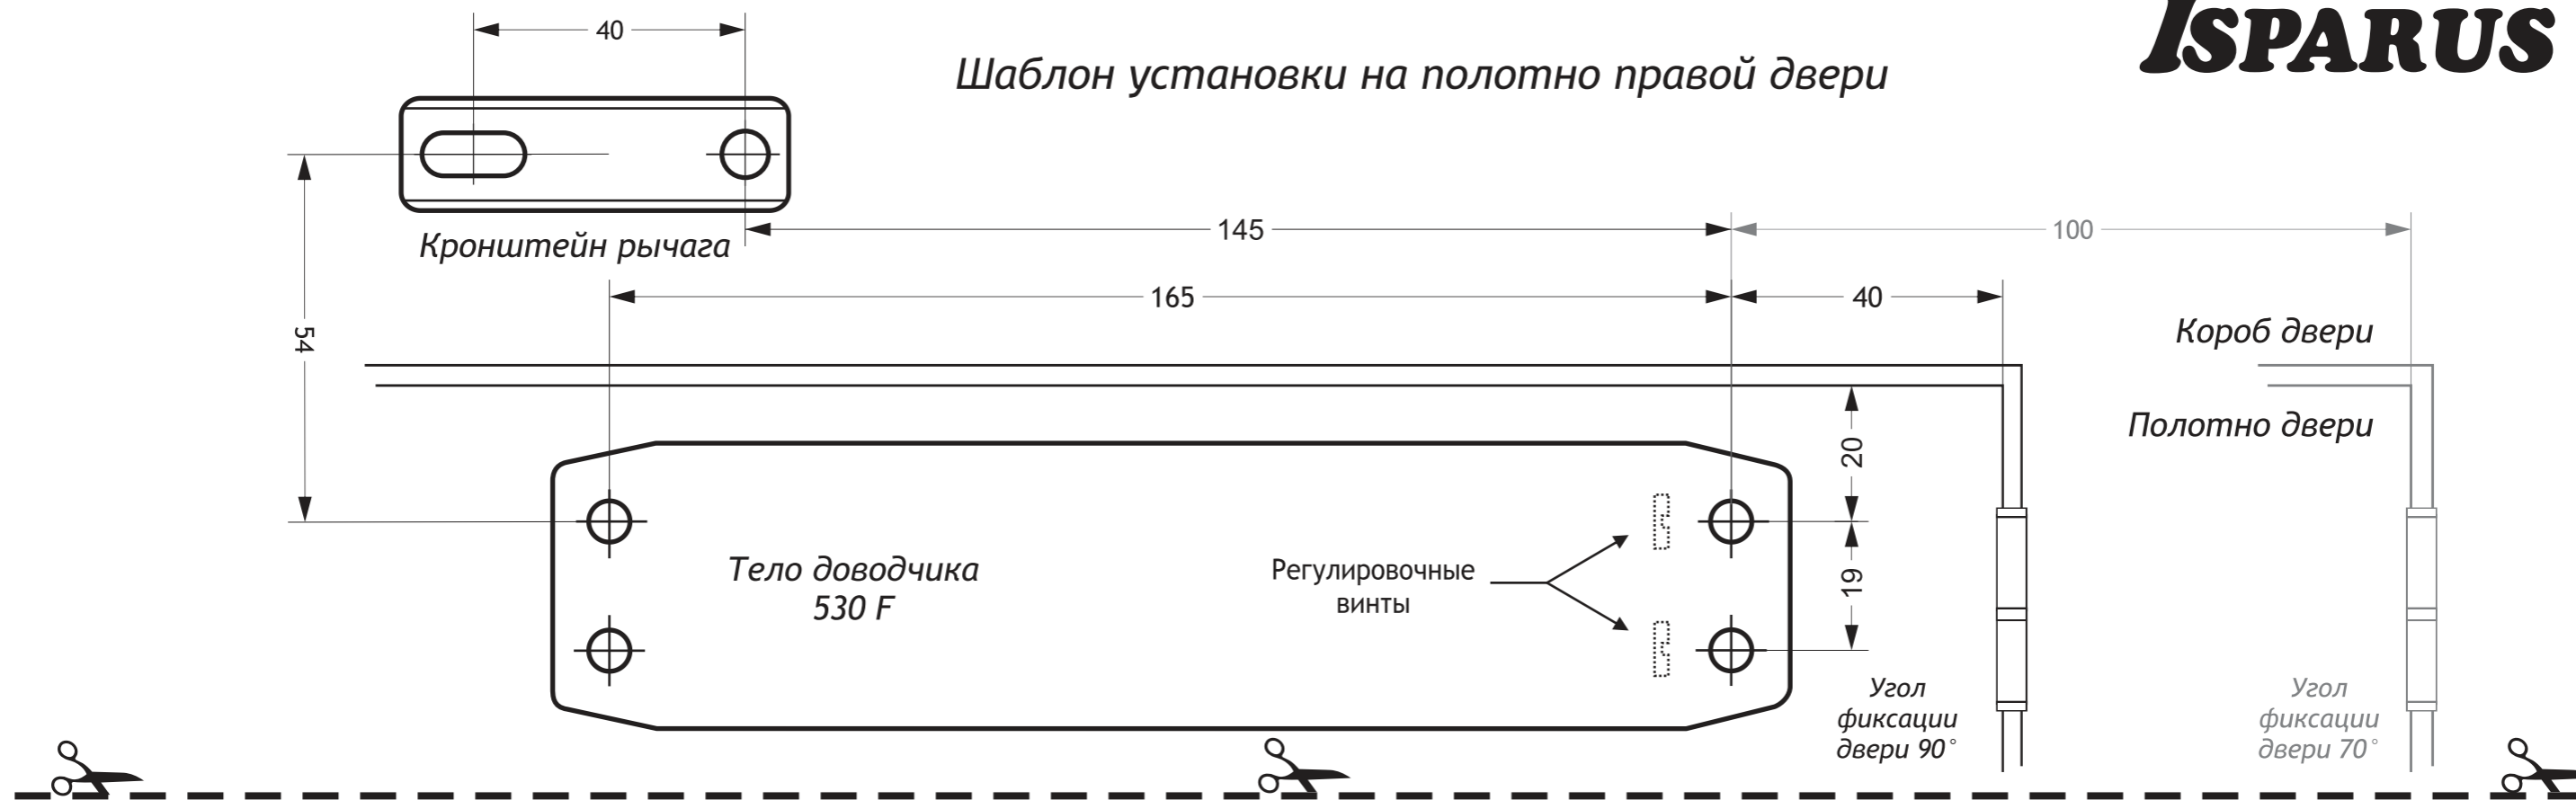 ISPARUS
40
Шаблон установки на полотно правой двери
Кронштейн рычага
145
100
165
40
54
Короб двери
Полотно двери
20
19
Тело доводчика
530 F
Регулировочные
винты
Угол
фиксации
двери 90°
Угол
фиксации
двери 70°